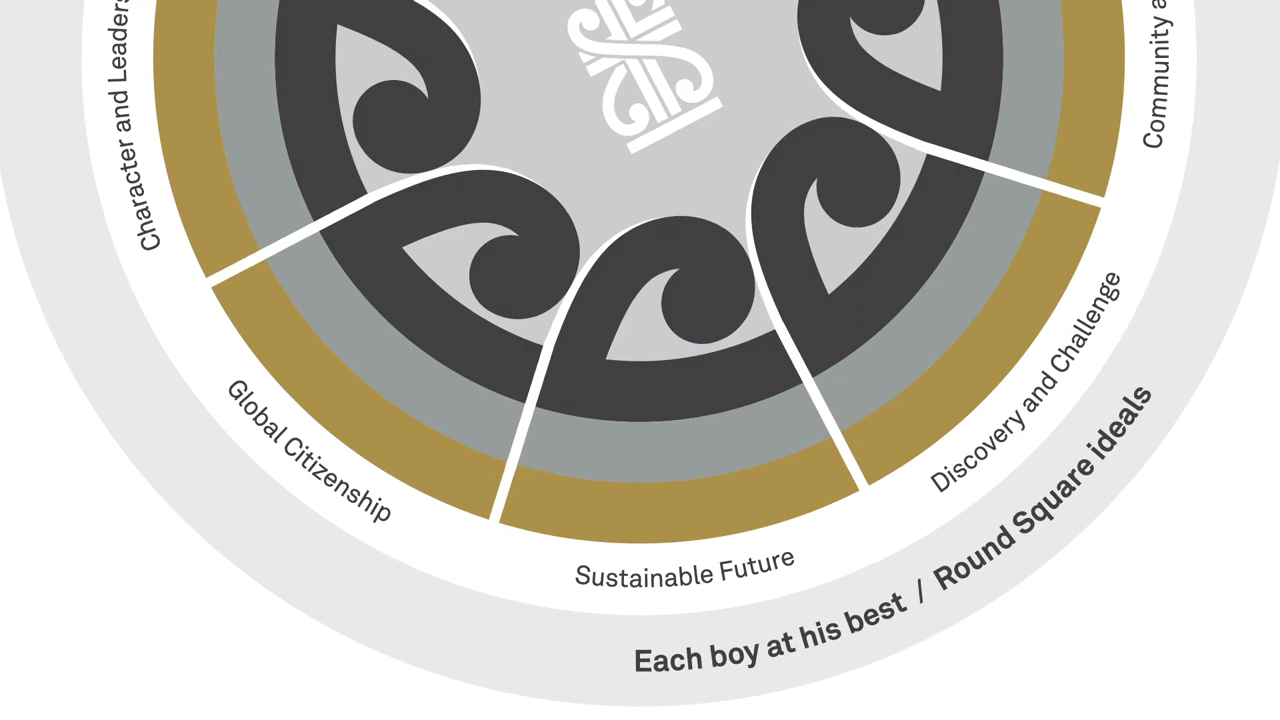 Character and Leaders
Community a
Global Citizenship
Sustainable Future
Discovery and Challenge
Each boy at his best / Round Square ideals